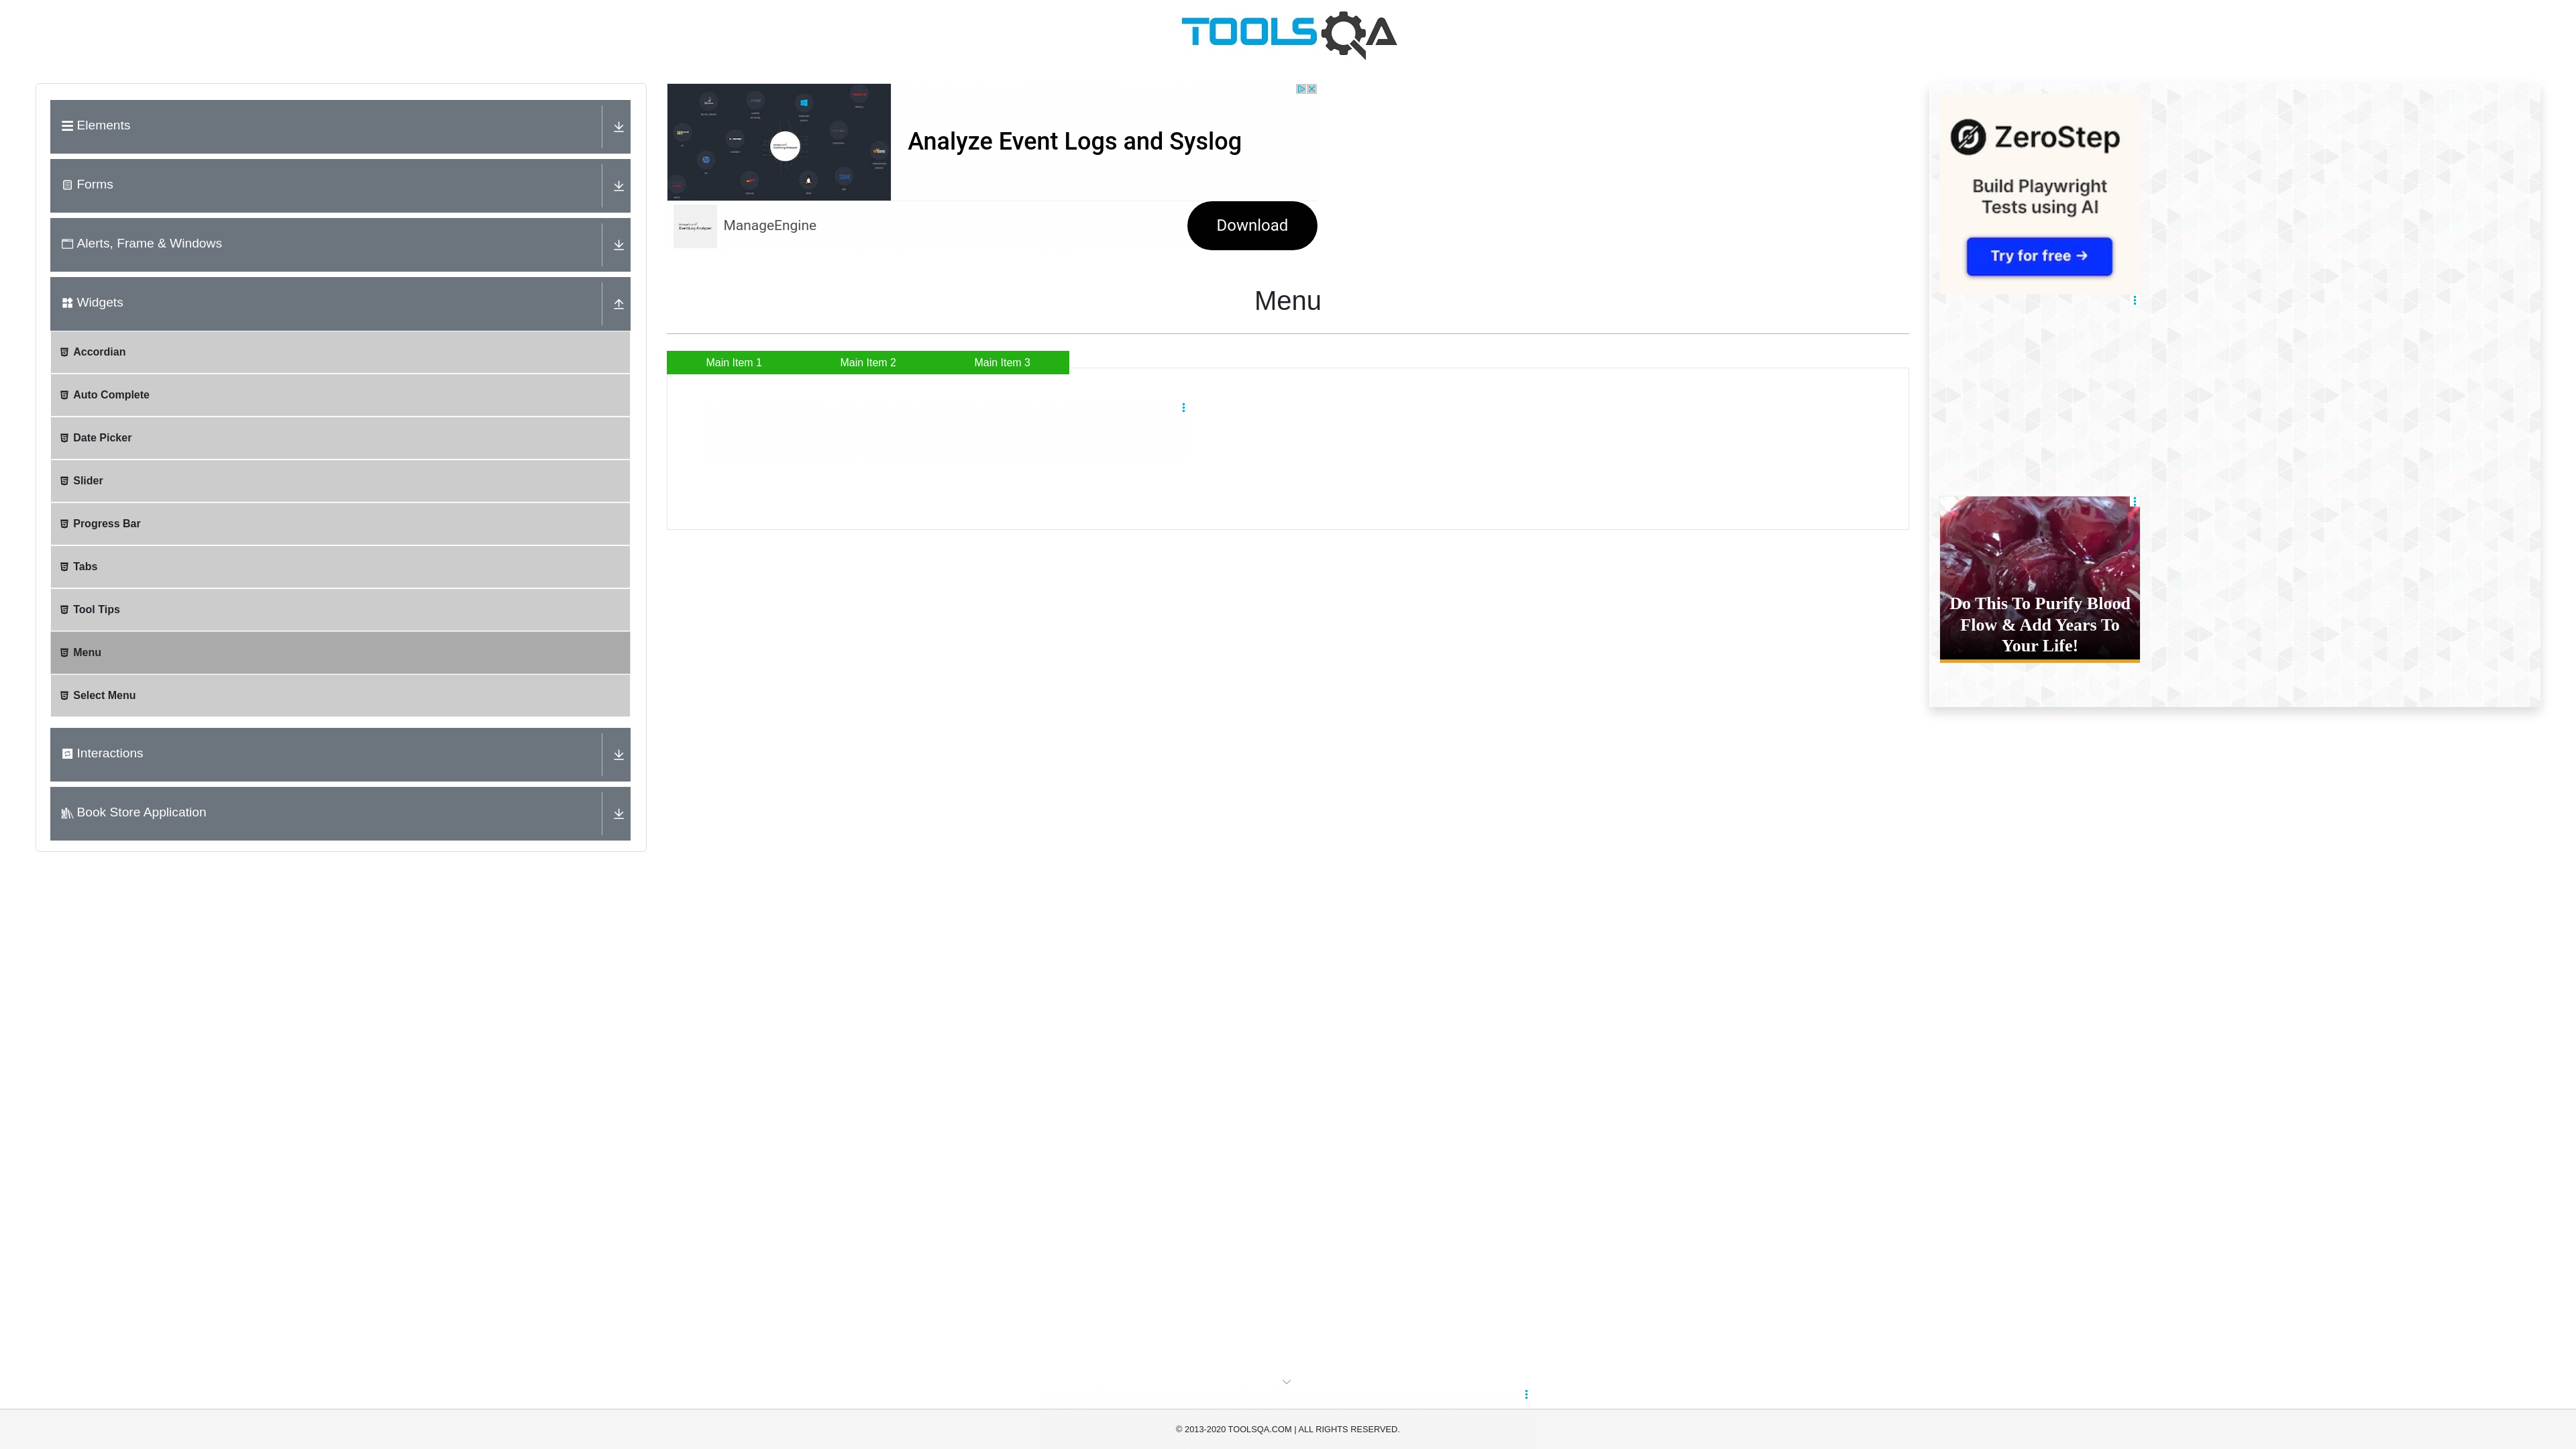 TOOLSQA
Elements
Forms
Alerts, Frame & Windows
Widgets
Accordian
Auto Complete
Date Picker
Slider
Progress Bar
Tabs
Tool Tips
Menu
Select Menu
Interactions
Book Store Application
Analyze Event Logs and Syslog
ManageEngine
Download
Menu
Main Item 1
Main Item 2
Main Item 3
ZeroStep
Build Playwright
Tests using AI
Try for free →
Do This To Purify Blood
Flow & Add Years To
Your Life!
© 2013-2020 TOOLSQA.COM | ALL RIGHTS RESERVED.